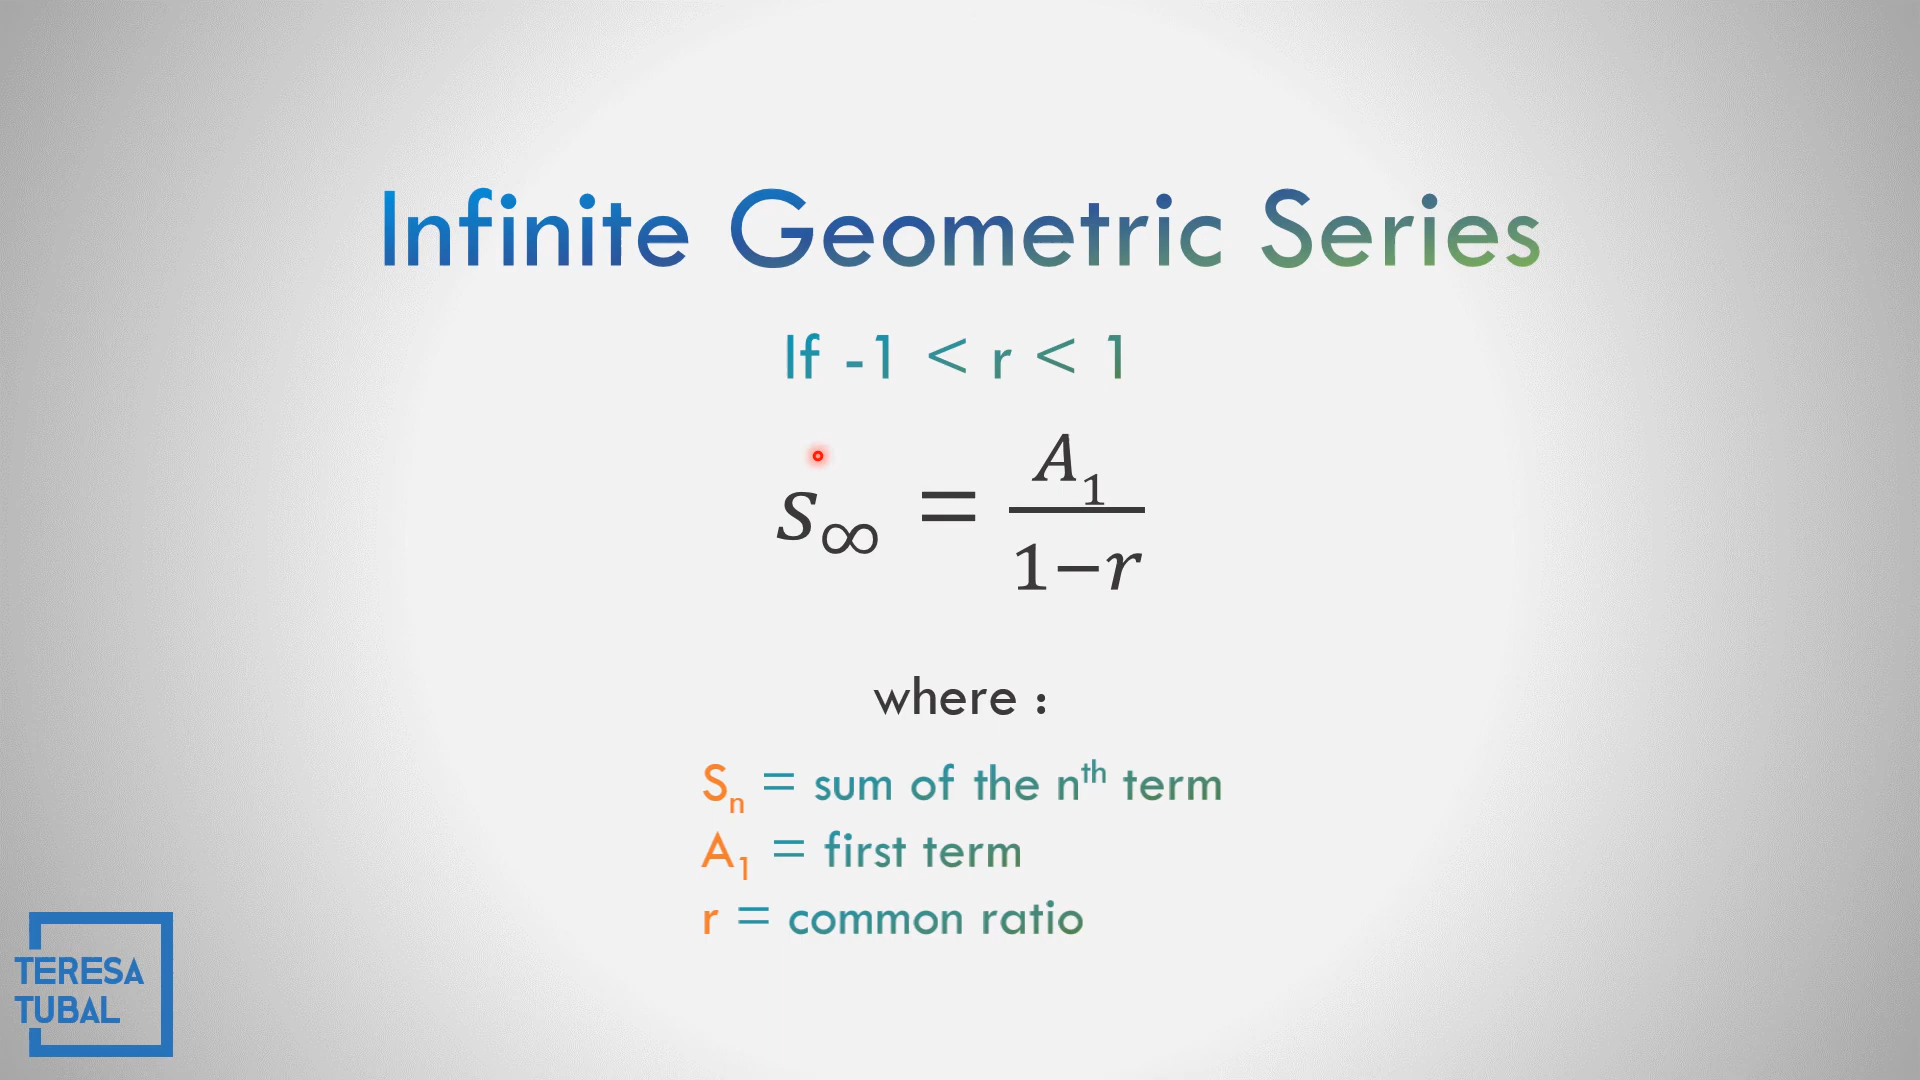 Infinite Geometric Series
If -1 < r < 1
s∞ = A₁/1−r
where :
Sₙ = sum of the nᵗʰ term
A₁ = first term
r = common ratio
TERESA
TUBAL